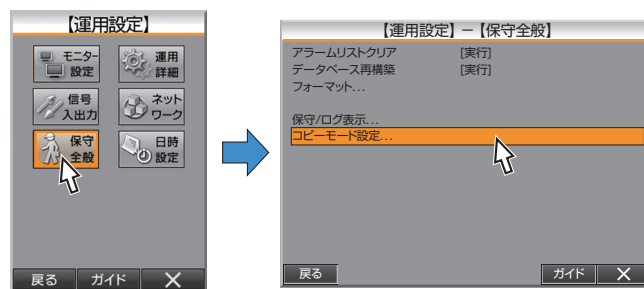 【運用設定】
モニター
設定
運用
詳細
信号
入出力
ネット
ワーク
保守
全般
日時
設定
戻る ガイド ×
【運用設定】－【保守全般】
アラームリストクリア [実行]
データベース再構築 [実行]
フォーマット...
保守/ログ表示...
コピーモード設定...
戻る ガイド ×